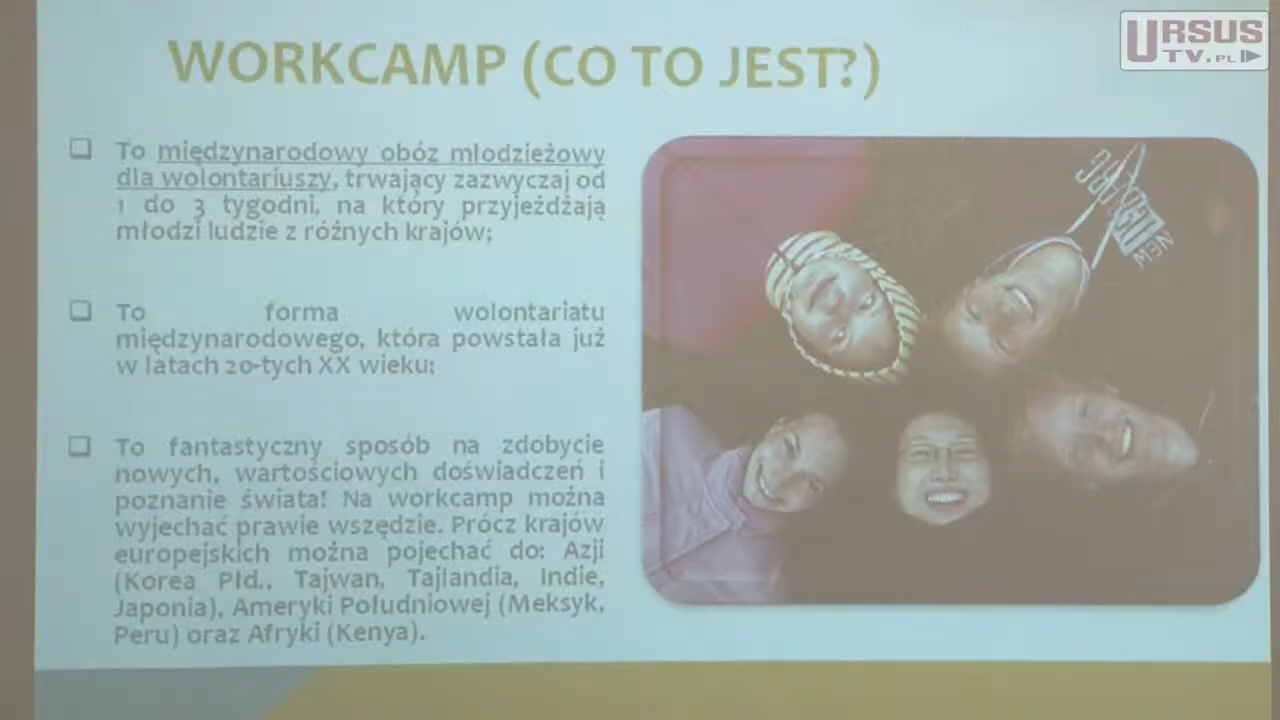 URSUS
TV.PL
WORKCAMP (CO TO JEST?)
To międzynarodowy obóz młodzieżowy
dla wolontariuszy, trwający zazwyczaj od
1 do 3 tygodni, na który przyjeżdżają
młodzi ludzie z różnych krajów;
To forma wolontariatu
międzynarodowego, która powstała już
w latach 20-tych XX wieku;
To fantastyczny sposób na zdobycie
nowych, wartościowych doświadczeń i
poznanie świata! Na workcamp można
wyjechać prawie wszędzie. Prócz krajów
europejskich można pojechać do: Azji
(Korea Płd., Tajwan, Tajlandia, Indie,
Japonia), Ameryki Południowej (Meksyk,
Peru) oraz Afryki (Kenya).
NEW